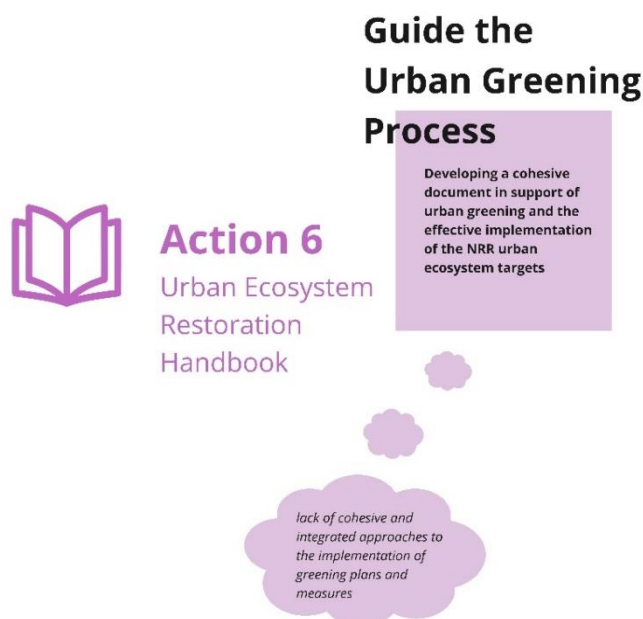 Guide the
Urban Greening
Process
Developing a cohesive
document in support of
urban greening and the
effective implementation
of the NRR urban
ecosystem targets
Action 6
Urban Ecosystem
Restoration
Handbook
lack of cohesive and
integrated approaches to
the implementation of
greening plans and
measures